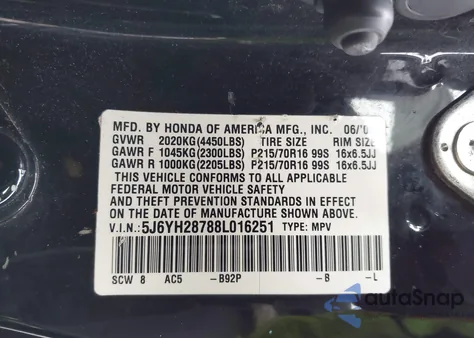 MFD. BY HONDA OF AMERICA MFG., INC. 06/0
GVWR 2020KG(4450LBS) TIRE SIZE RIM SIZE
GAWR F 1045KG(2300LBS) P215/70R16 99S 16x6.5JJ
GAWR R 1000KG(2205LBS) P215/70R16 99S 16x6.5JJ
THIS VEHICLE CONFORMS TO ALL APPLICABLE
FEDERAL MOTOR VEHICLE SAFETY
AND THEFT PREVENTION STANDARDS IN EFFECT
ON THE DATE OF MANUFACTURE SHOWN ABOVE.
V.I.N.: 5J6YH28788L016251 TYPE: MPV
SCW 8 AC5 -B92P -B -L
autoSnap